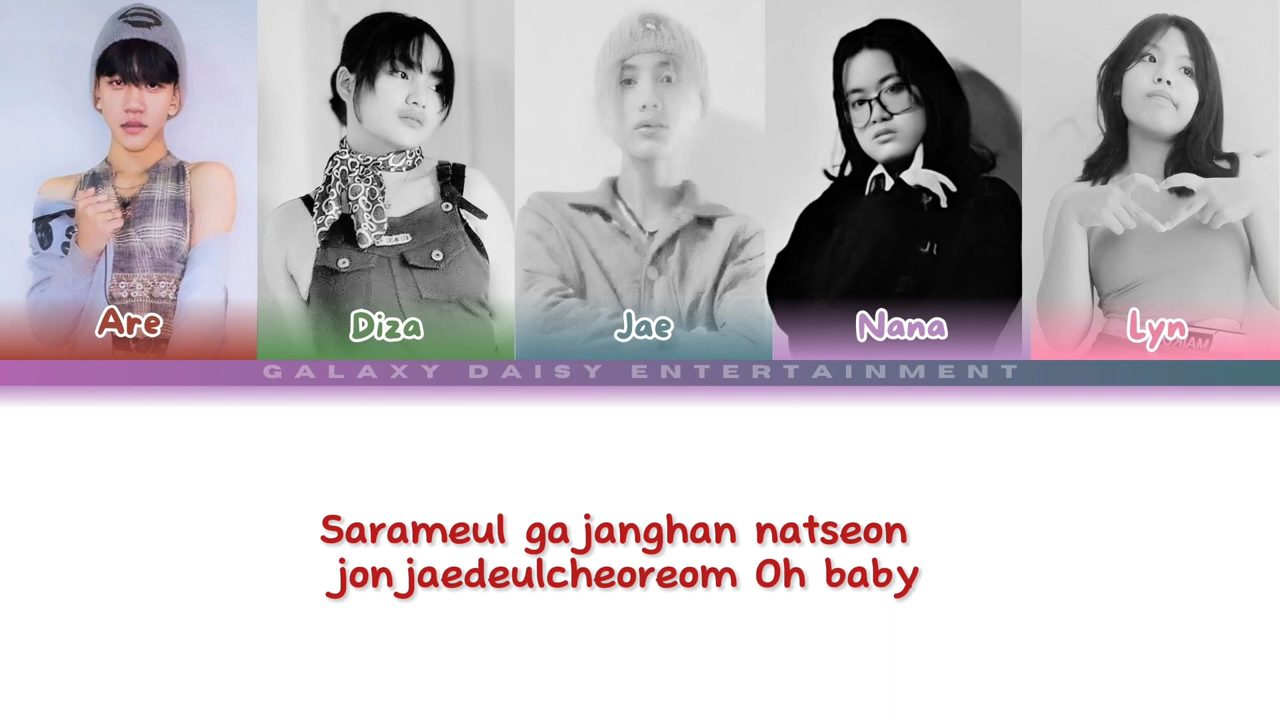 Are
Diza
Jae
Nana
Lyn
GALAXY DAISY ENTERTAINMENT
Sarameul gajanghan natseon
jonjaedeulcheoreom Oh baby